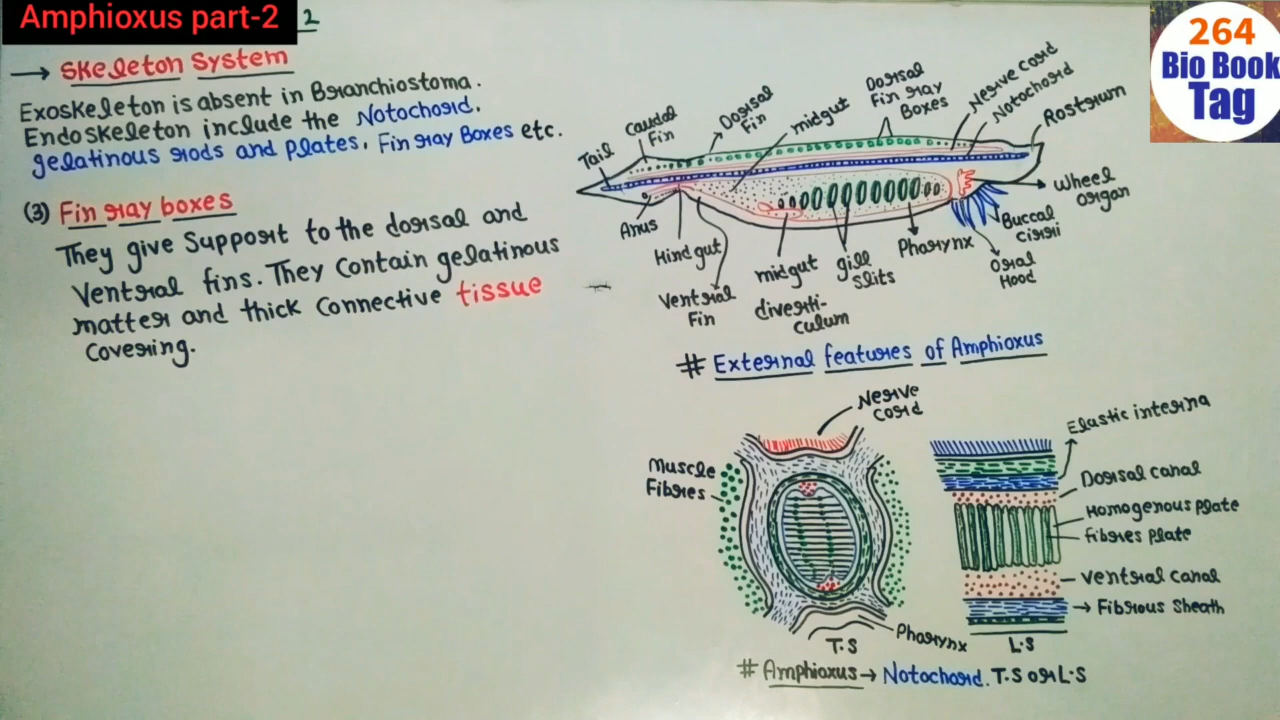 Amphioxus part-2
2
264
Bio Book
Tag
→ Skeleton System
Exoskeleton is absent in Branchiostoma.
Endoskeleton include the Notochord,
gelatinous rods and plates, Fin ray Boxes etc.
(3) Fin ray boxes
They give Support to the dorsal and
Ventral fins. They Contain gelatinous
matter and thick Connective tissue
Covering.
Tail
Caudal
Fin
Dorsal
Fin
midgut
Dorsal
Fin ray
Boxes
Nerve cord
Notochord
Rostrum
Wheel
organ
Buccal
cirri
Oral
Hood
Pharynx
gill
slits
midgut
diverti-
culum
Ventral
Fin
Hind gut
Anus
# External features of Amphioxus
Nerve
cord
Muscle
Fibres
Pharynx
T.S
Elastic interna
Dorsal canal
Homogenous plate
fibres plate
ventral canal
→ Fibrous Sheath
L.S
# Amphioxus → Notochord. T.S or L.S